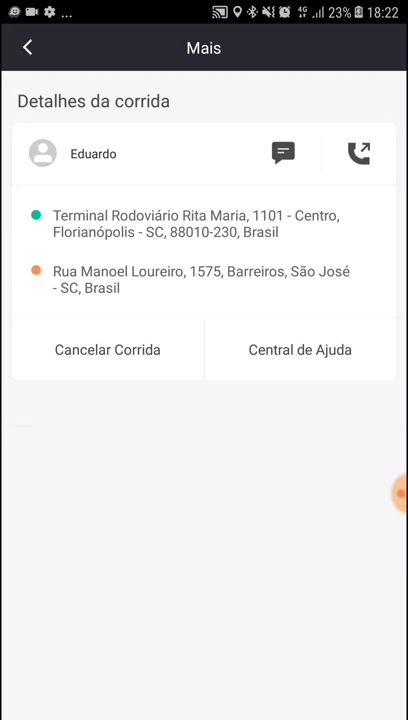 ... 4G 23% 18:22
Mais
Detalhes da corrida
Eduardo
Terminal Rodoviário Rita Maria, 1101 - Centro,
Florianópolis - SC, 88010-230, Brasil
Rua Manoel Loureiro, 1575, Barreiros, São José
- SC, Brasil
Cancelar Corrida
Central de Ajuda